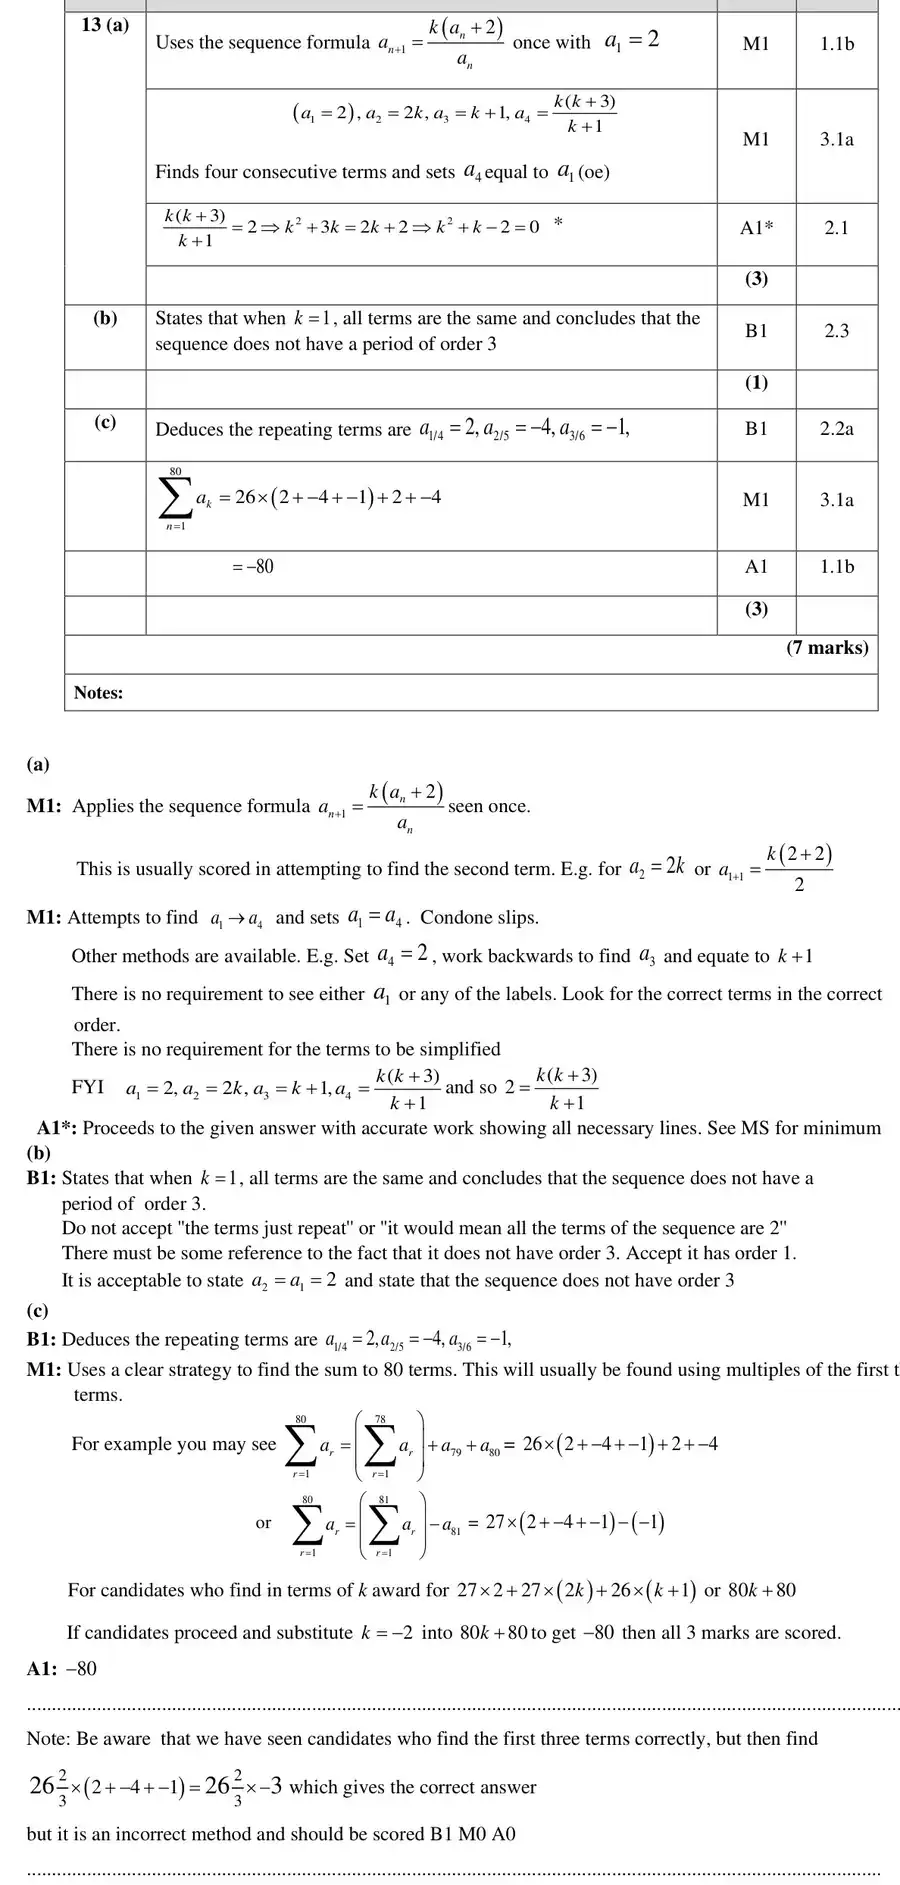 13 (a) Uses the sequence formula a_{n+1} = k(a_n + 2)/a_n once with a_1 = 2 M1 1.1b
(a_1 = 2), a_2 = 2k, a_3 = k + 1, a_4 = k(k + 3)/(k + 1)
M1 3.1a
Finds four consecutive terms and sets a_4 equal to a_1 (oe)
k(k + 3)/(k + 1) = 2 ⇒ k² + 3k = 2k + 2 ⇒ k² + k − 2 = 0 * A1* 2.1
(3)
(b) States that when k = 1, all terms are the same and concludes that the
sequence does not have a period of order 3 B1 2.3
(1)
(c) Deduces the repeating terms are a_{1/4} = 2, a_{2/5} = −4, a_{3/6} = −1, B1 2.2a
∑_{n=1}^{80} a_k = 26×(2 + −4 + −1) + 2 + −4 M1 3.1a
= −80 A1 1.1b
(3)
(7 marks)
Notes:
(a)
M1: Applies the sequence formula a_{n+1} = k(a_n + 2)/a_n seen once.
This is usually scored in attempting to find the second term. E.g. for a_2 = 2k or a_{1+1} = k(2 + 2)/2
M1: Attempts to find a_1 → a_4 and sets a_1 = a_4. Condone slips.
Other methods are available. E.g. Set a_4 = 2, work backwards to find a_3 and equate to k + 1
There is no requirement to see either a_1 or any of the labels. Look for the correct terms in the correct
order.
There is no requirement for the terms to be simplified
FYI a_1 = 2, a_2 = 2k, a_3 = k + 1, a_4 = k(k + 3)/(k + 1) and so 2 = k(k + 3)/(k + 1)
A1*: Proceeds to the given answer with accurate work showing all necessary lines. See MS for minimum
(b)
B1: States that when k = 1, all terms are the same and concludes that the sequence does not have a
period of order 3.
Do not accept "the terms just repeat" or "it would mean all the terms of the sequence are 2"
There must be some reference to the fact that it does not have order 3. Accept it has order 1.
It is acceptable to state a_2 = a_1 = 2 and state that the sequence does not have order 3
(c)
B1: Deduces the repeating terms are a_{1/4} = 2, a_{2/5} = −4, a_{3/6} = −1,
M1: Uses a clear strategy to find the sum to 80 terms. This will usually be found using multiples of the first t
terms.
For example you may see ∑_{r=1}^{80} a_r = (∑_{r=1}^{78} a_r) + a_79 + a_80 = 26×(2 + −4 + −1) + 2 + −4
or ∑_{r=1}^{80} a_r = (∑_{r=1}^{81} a_r) − a_81 = 27×(2 + −4 + −1) − (−1)
For candidates who find in terms of k award for 27×2 + 27×(2k) + 26×(k + 1) or 80k + 80
If candidates proceed and substitute k = −2 into 80k + 80 to get −80 then all 3 marks are scored.
A1: −80
Note: Be aware that we have seen candidates who find the first three terms correctly, but then find
26 2/3 ×(2 + −4 + −1) = 26 2/3 × −3 which gives the correct answer
but it is an incorrect method and should be scored B1 M0 A0